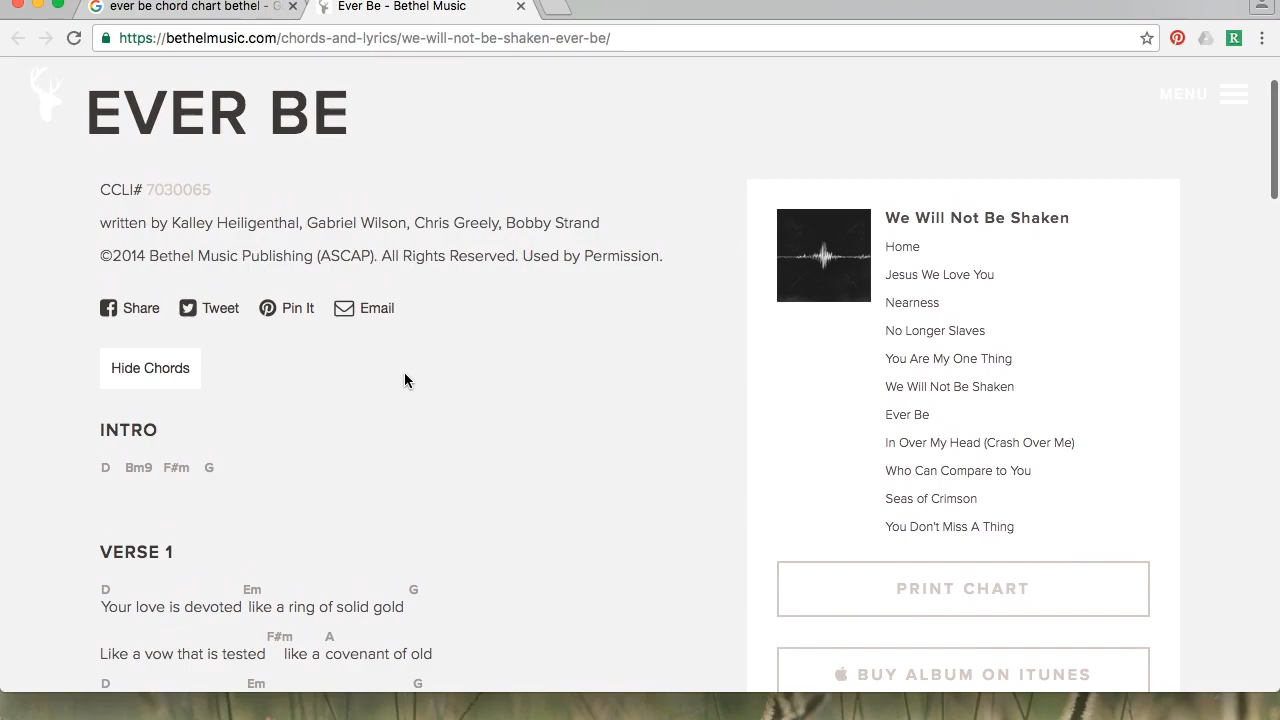 ever be chord chart bethel - G
Ever Be - Bethel Music
https://bethelmusic.com/chords-and-lyrics/we-will-not-be-shaken-ever-be/
R
MENU
EVER BE
CCLI# 7030065
written by Kalley Heiligenthal, Gabriel Wilson, Chris Greely, Bobby Strand
©2014 Bethel Music Publishing (ASCAP). All Rights Reserved. Used by Permission.
Share Tweet Pin It Email
Hide Chords
INTRO
D Bm9 F#m G
VERSE 1
D Em G
Your love is devoted like a ring of solid gold
F#m A
Like a vow that is tested like a covenant of old
D Em G
We Will Not Be Shaken
Home
Jesus We Love You
Nearness
No Longer Slaves
You Are My One Thing
We Will Not Be Shaken
Ever Be
In Over My Head (Crash Over Me)
Who Can Compare to You
Seas of Crimson
You Don't Miss A Thing
PRINT CHART
BUY ALBUM ON ITUNES